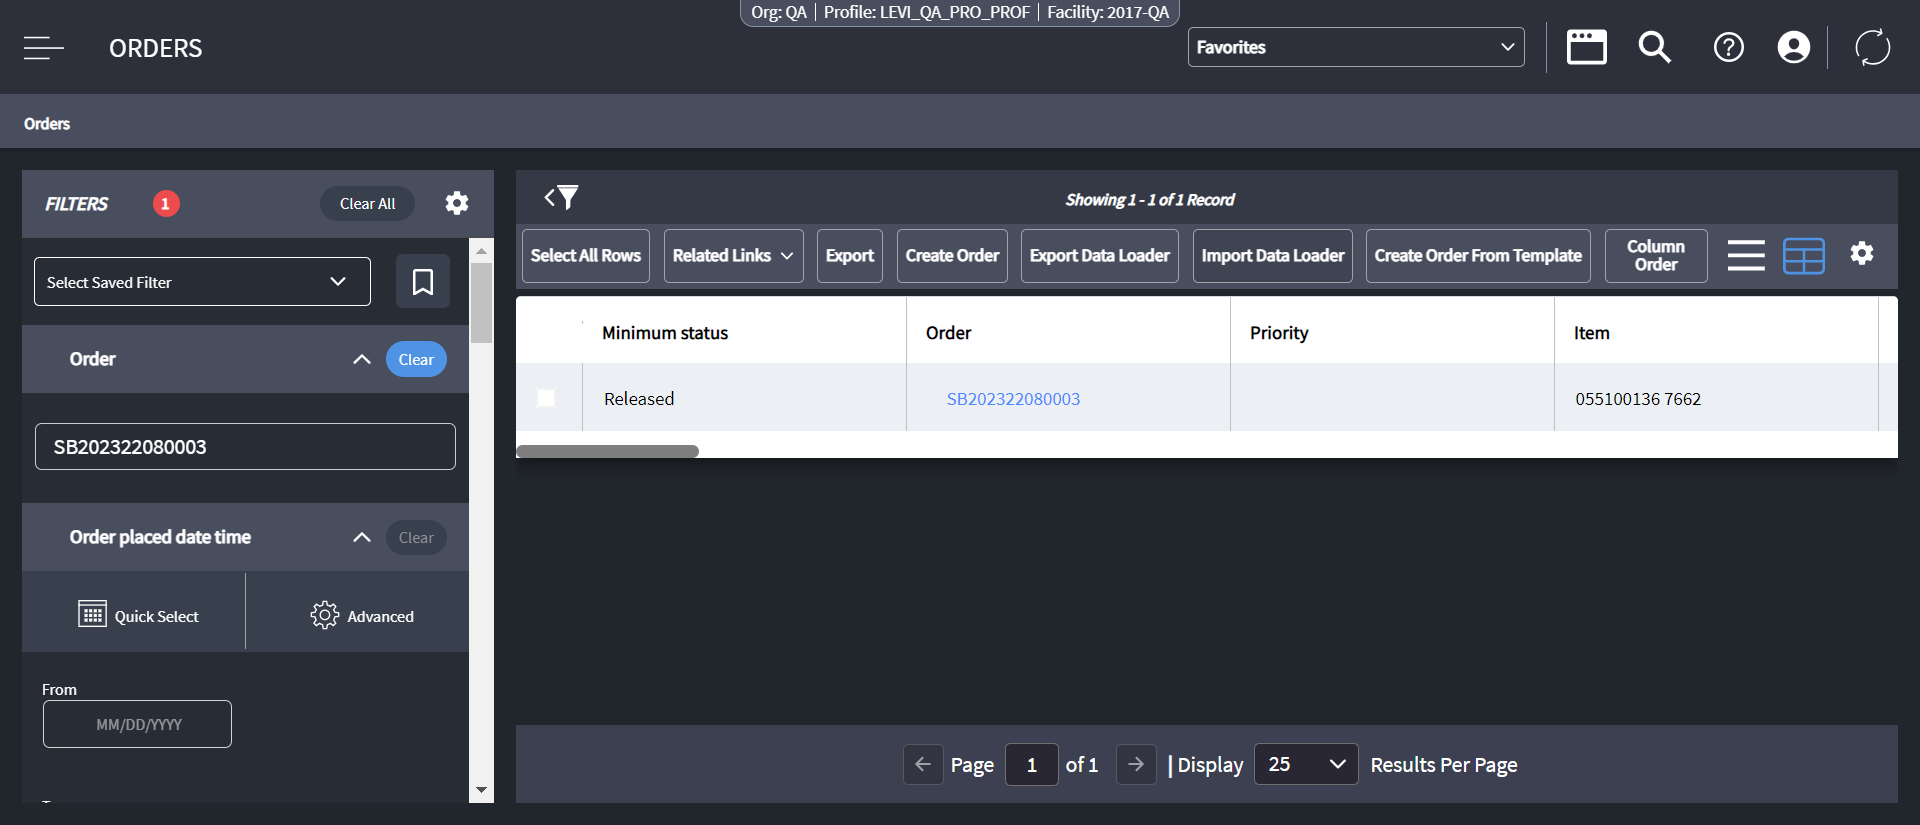 Org: QA | Profile: LEVI_QA_PRO_PROF | Facility: 2017-QA
ORDERS
Favorites
Orders
FILTERS 1 Clear All
Select Saved Filter
Order Clear
SB202322080003
Order placed date time Clear
Quick Select Advanced
From
MM/DD/YYYY
Showing 1 - 1 of 1 Record
Select All Rows Related Links Export Create Order Export Data Loader Import Data Loader Create Order From Template Column Order
Minimum status Order Priority Item
Released SB202322080003 055100136 7662
Page 1 of 1 | Display 25 Results Per Page